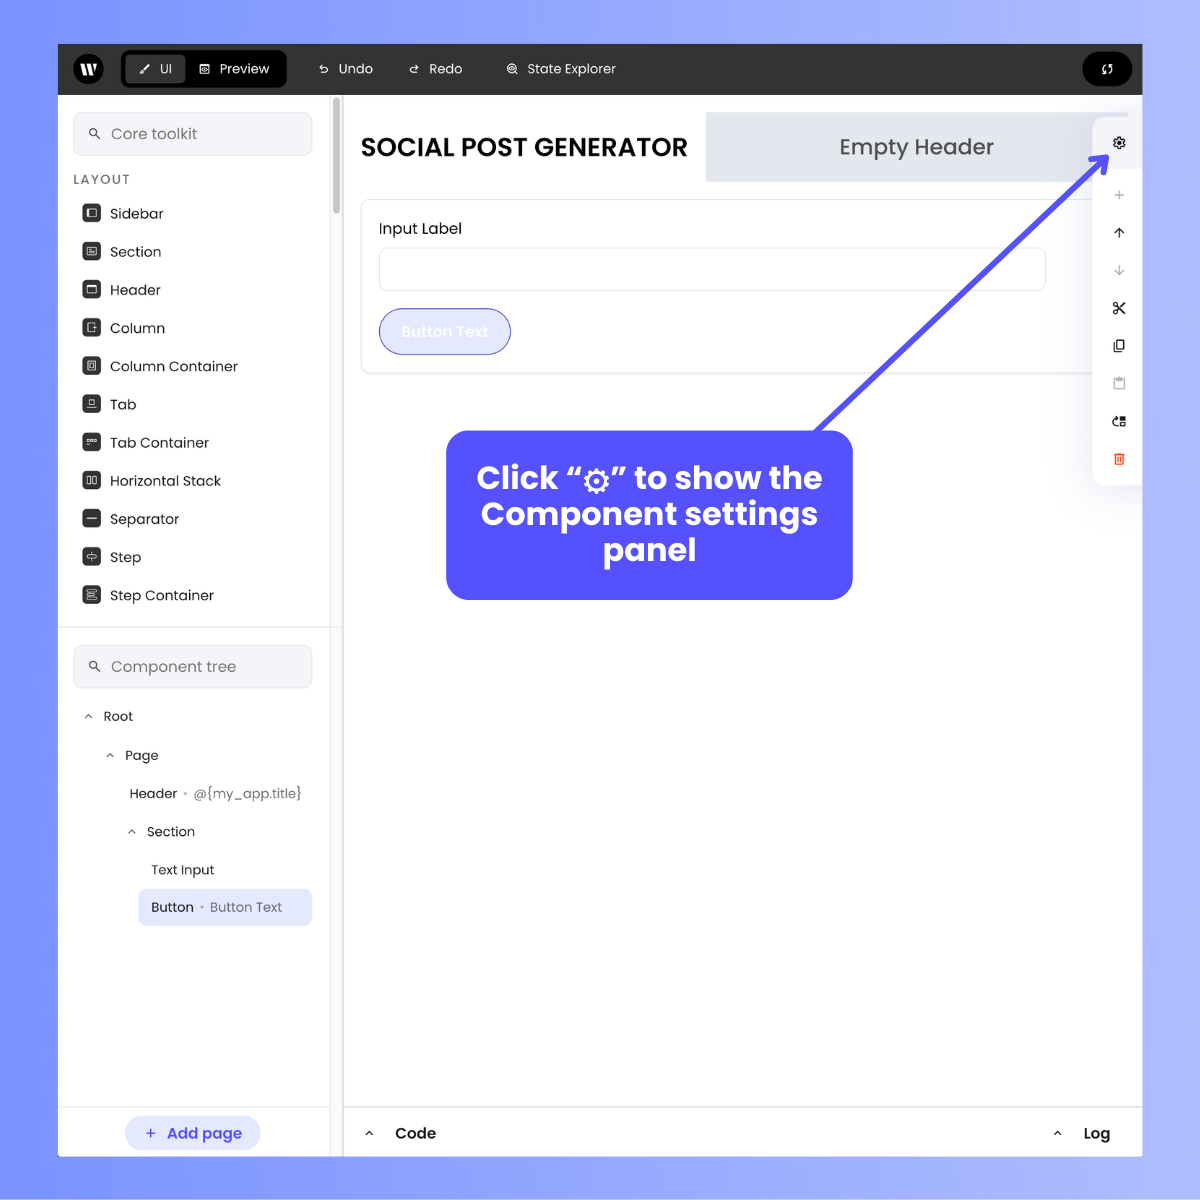 W UI Preview Undo Redo State Explorer
Core toolkit
LAYOUT
Sidebar
Section
Header
Column
Column Container
Tab
Tab Container
Horizontal Stack
Separator
Step
Step Container
Component tree
Root
Page
Header • @{my_app.title}
Section
Text Input
Button • Button Text
+ Add page
SOCIAL POST GENERATOR
Empty Header
Input Label
Button Text
Click “⚙” to show the
Component settings
panel
Code
Log